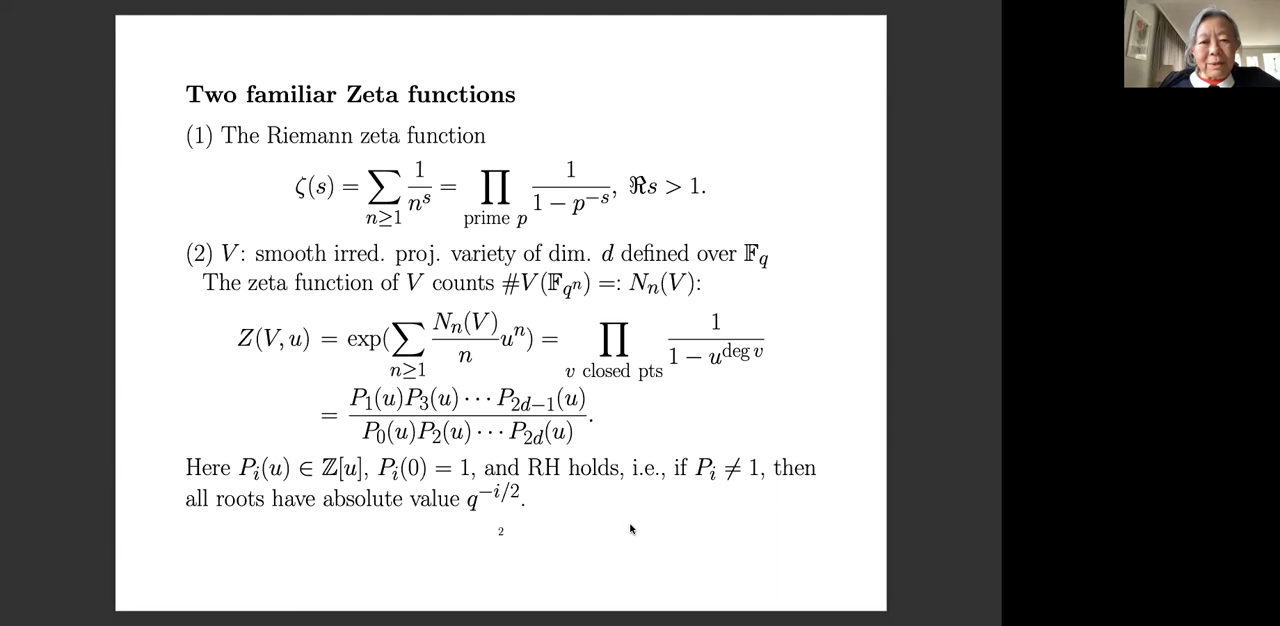 Two familiar Zeta functions
(1) The Riemann zeta function
ζ(s) = ∑_{n≥1} 1/n^s = ∏_{prime p} 1/(1 − p^{−s}), ℜs > 1.
(2) V: smooth irred. proj. variety of dim. d defined over 𝔽_q
The zeta function of V counts #V(𝔽_{q^n}) =: N_n(V):
Z(V, u) = exp(∑_{n≥1} N_n(V)/n u^n) = ∏_{v closed pts} 1/(1 − u^{deg v})
= P_1(u)P_3(u) ⋯ P_{2d−1}(u) / P_0(u)P_2(u) ⋯ P_{2d}(u).
Here P_i(u) ∈ ℤ[u], P_i(0) = 1, and RH holds, i.e., if P_i ≠ 1, then
all roots have absolute value q^{−i/2}.
2